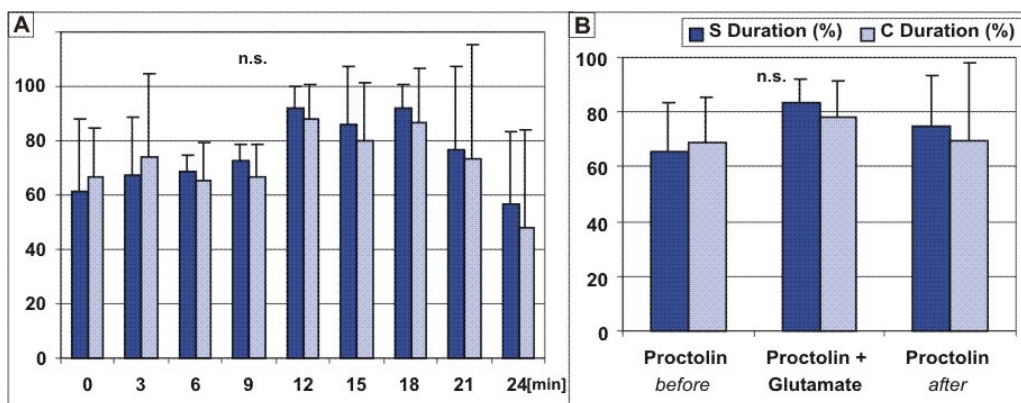 A
n.s.
100
80
60
40
20
0
0 3 6 9 12 15 18 21 24[min]
B
S Duration (%) C Duration (%)
n.s.
100
80
60
40
20
0
Proctolin Proctolin + Proctolin
before Glutamate after